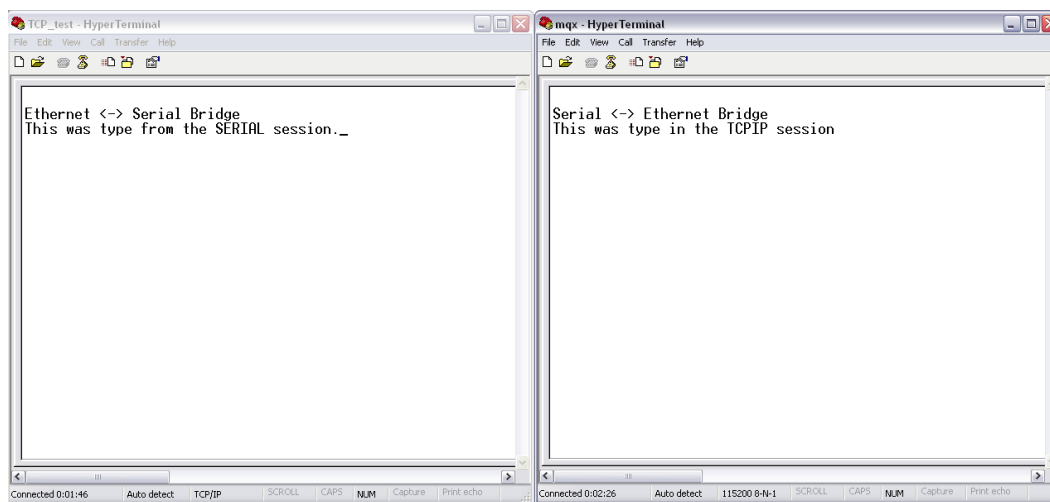 TCP_test - HyperTerminal
File Edit View Call Transfer Help
Ethernet <-> Serial Bridge
This was type from the SERIAL session._
Connected 0:01:46 Auto detect TCP/IP SCROLL CAPS NUM Capture Print echo
mqx - HyperTerminal
File Edit View Call Transfer Help
Serial <-> Ethernet Bridge
This was type in the TCPIP session
Connected 0:02:26 Auto detect 115200 8-N-1 SCROLL CAPS NUM Capture Print echo